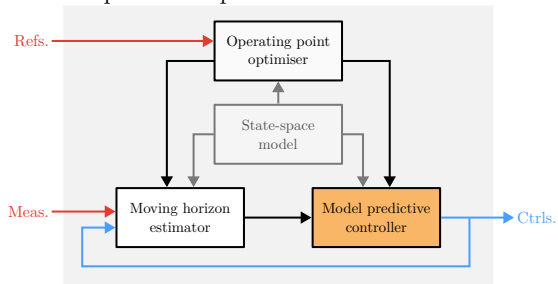 Refs.
Operating point
optimiser
State-space
model
Meas.
Moving horizon
estimator
Model predictive
controller
Ctrls.